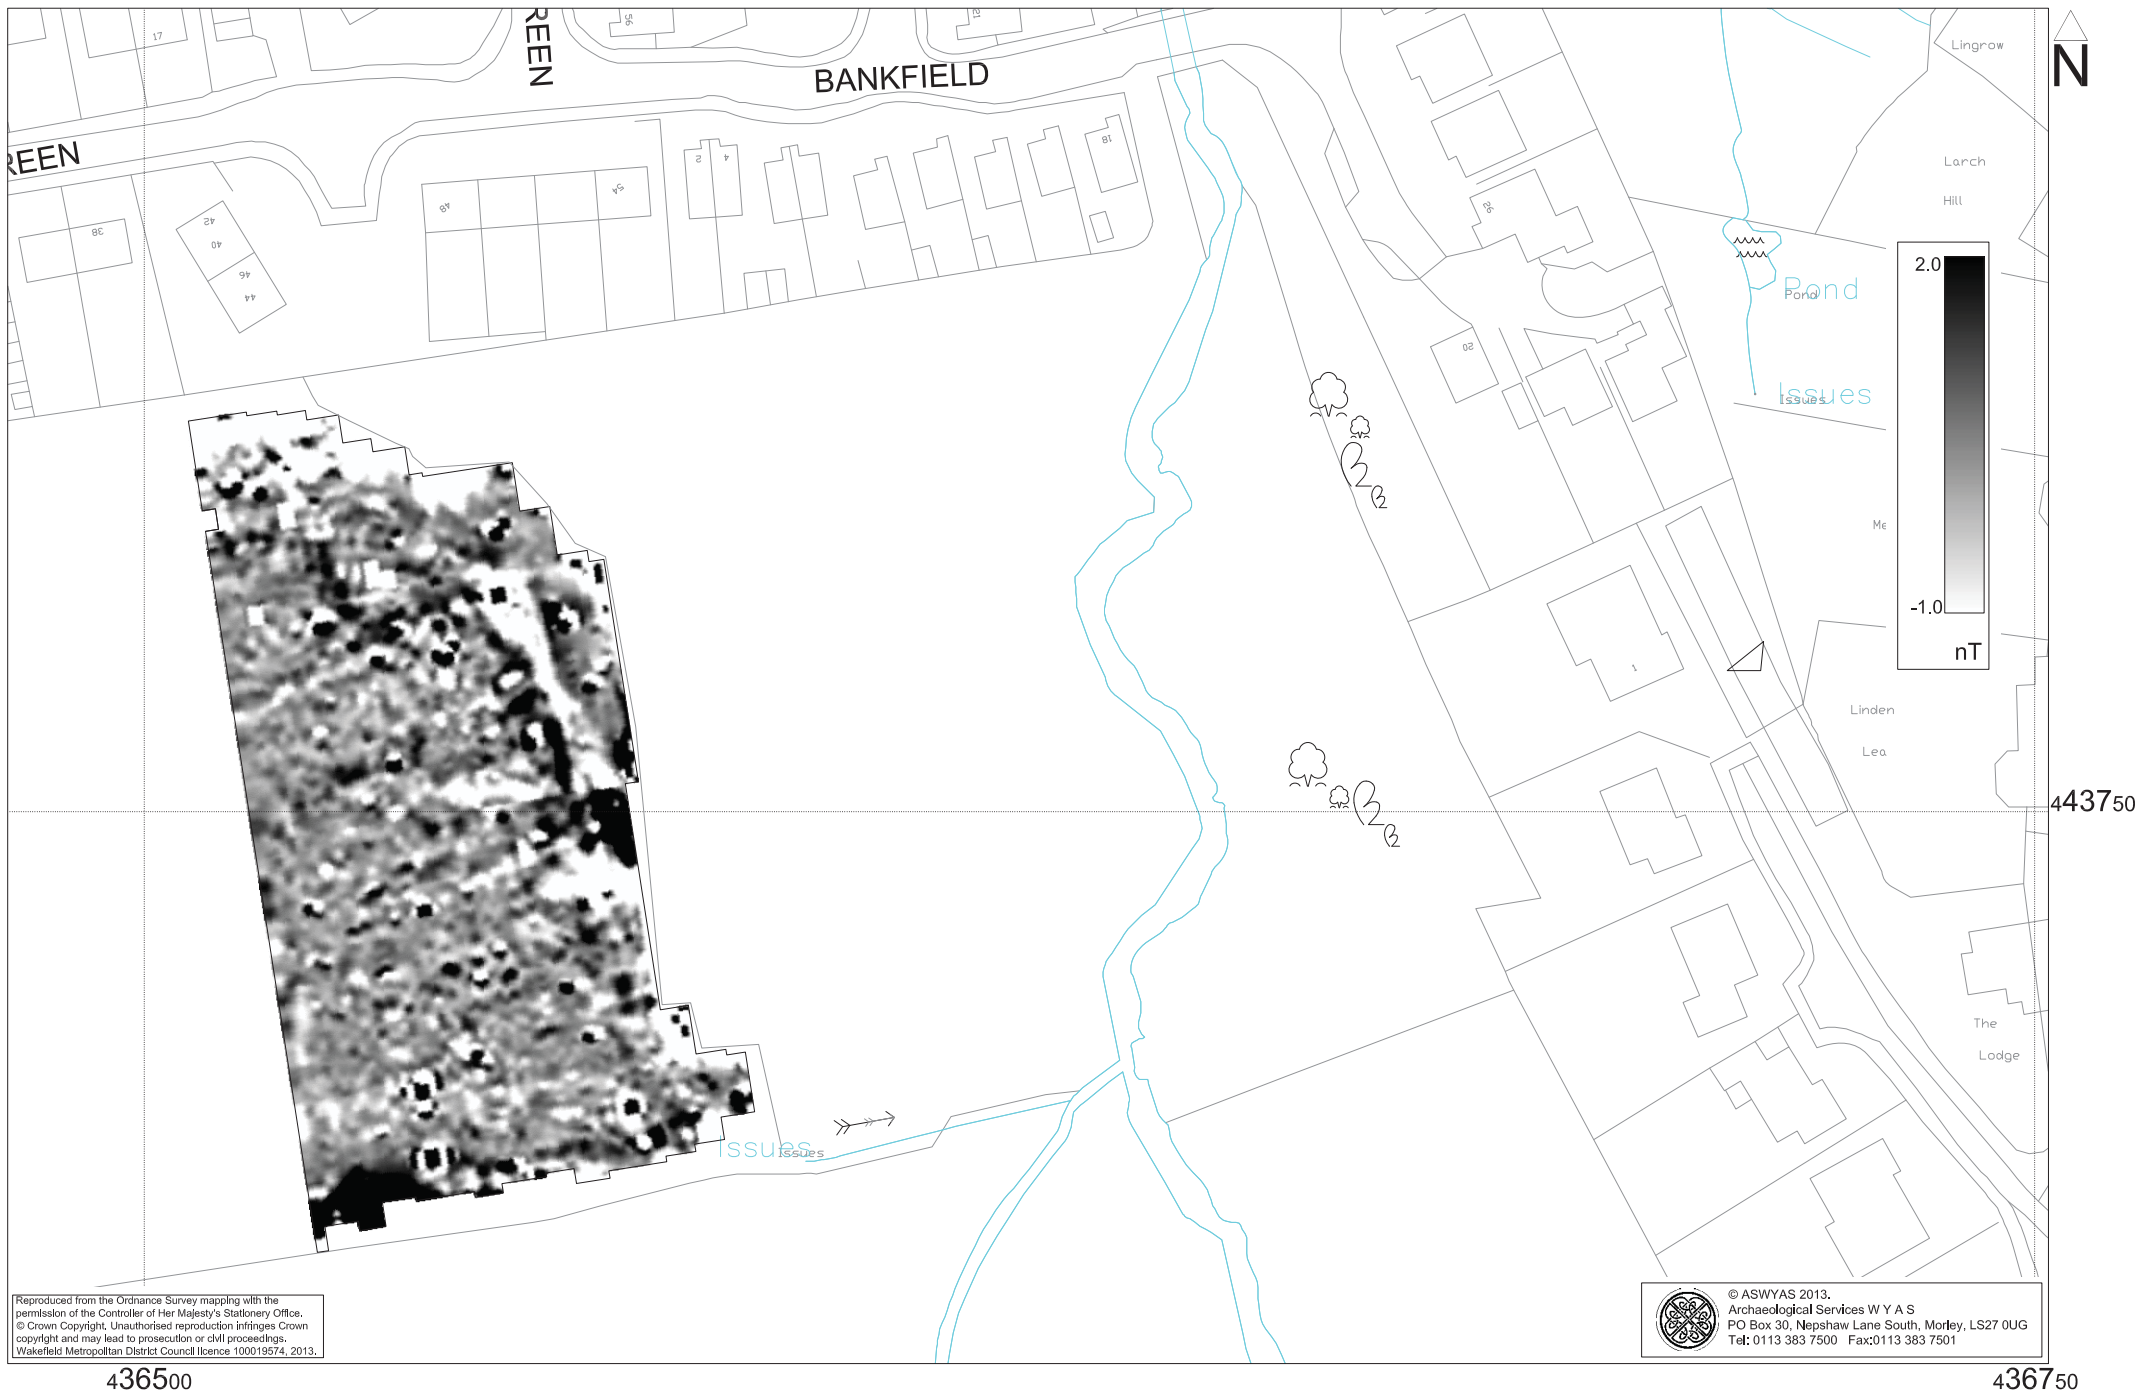 17
REEN
56
21
BANKFIELD
Lingrow
N
REEN
38
42
40
46
44
48
54
2
4
18
26
Larch
Hill
Pond
Pond
2.0
-1.0
nT
Issues
Issues
20
Me
1
Linden
Lea
443750
The
Lodge
Issues
Issues
Reproduced from the Ordnance Survey mapping with the
permission of the Controller of Her Majesty's Stationery Office.
© Crown Copyright. Unauthorised reproduction infringes Crown
copyright and may lead to prosecution or civil proceedings.
Wakefield Metropolitan District Council licence 100019574, 2013.
© ASWYAS 2013.
Archaeological Services W Y A S
PO Box 30, Nepshaw Lane South, Morley, LS27 0UG
Tel: 0113 383 7500 Fax:0113 383 7501
436500
436750